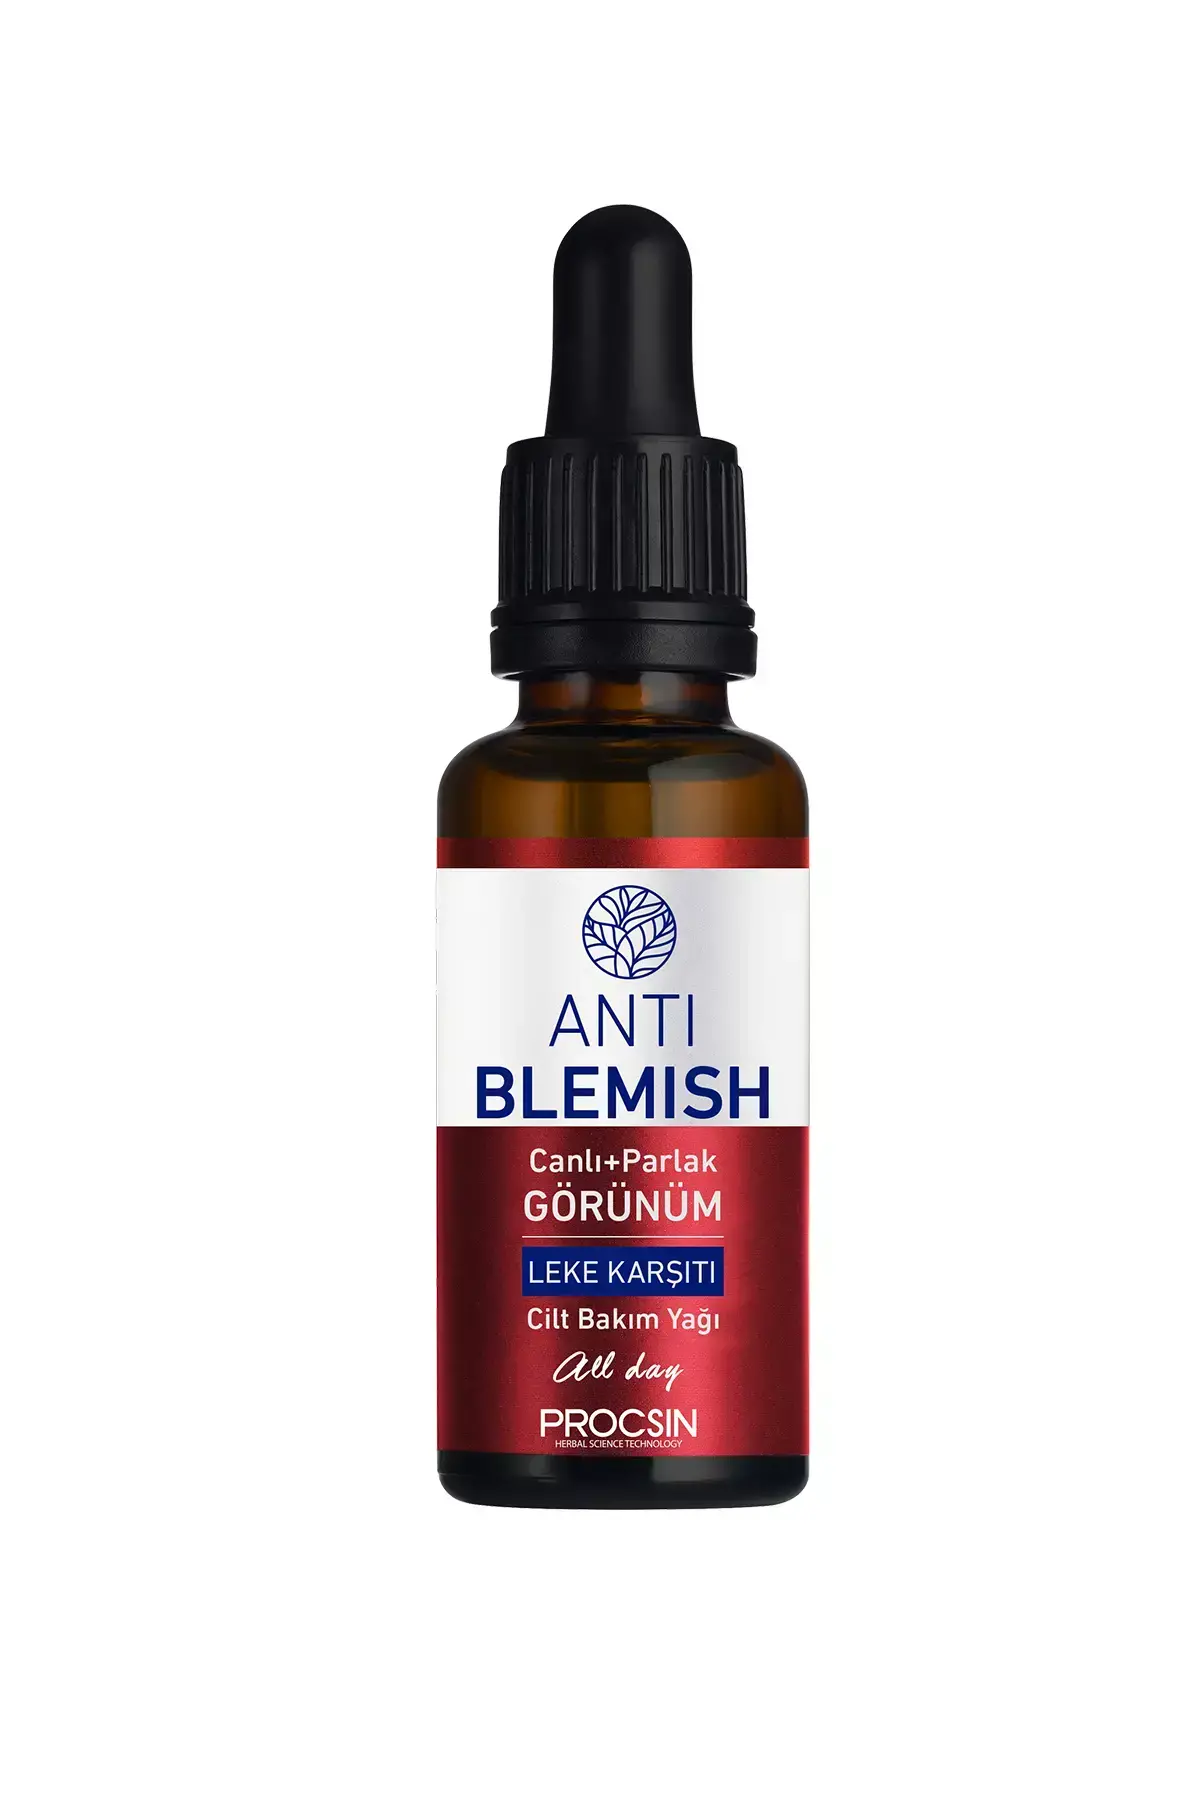 ANTI
BLEMISH
Canlı+Parlak
GÖRÜNÜM
LEKE KARŞITI
Cilt Bakım Yağı
All day
PROCSIN
HERBAL SCIENCE TECHNOLOGY